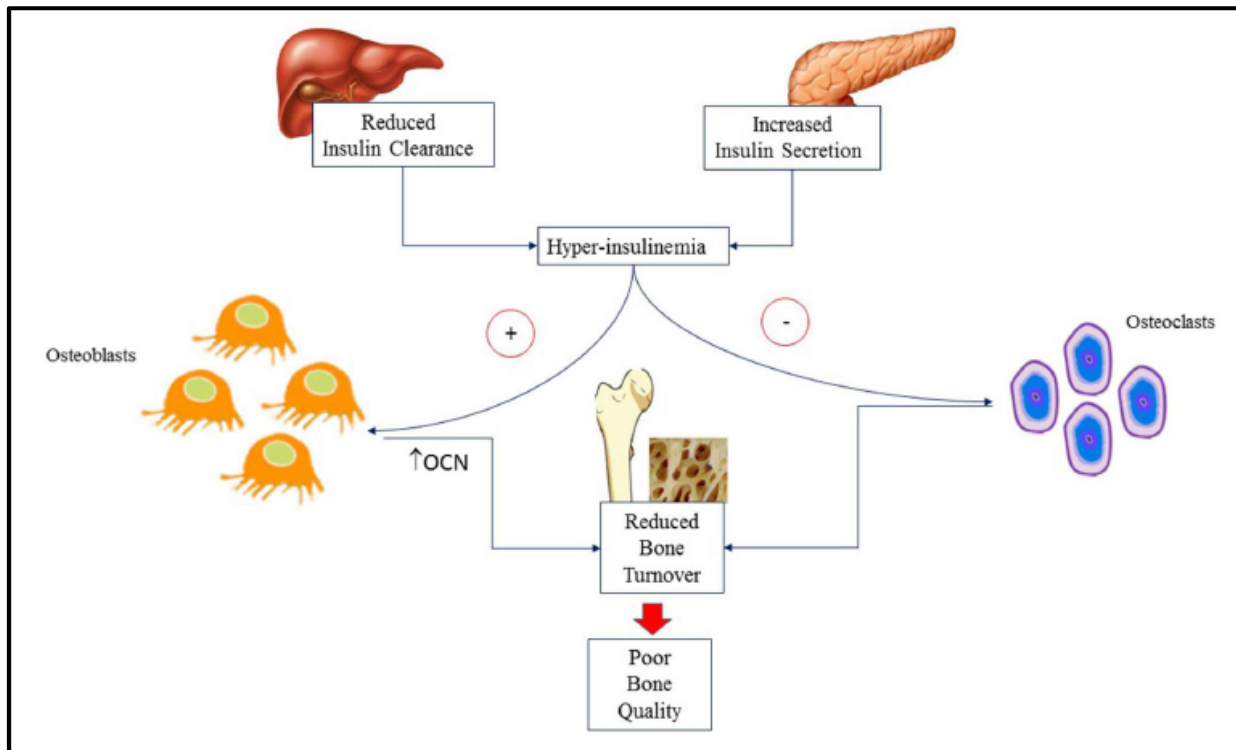 Reduced
Insulin Clearance
Increased
Insulin Secretion
Hyper-insulinemia
+
-
Osteoblasts
Osteoclasts
↑OCN
Reduced
Bone
Turnover
Poor
Bone
Quality